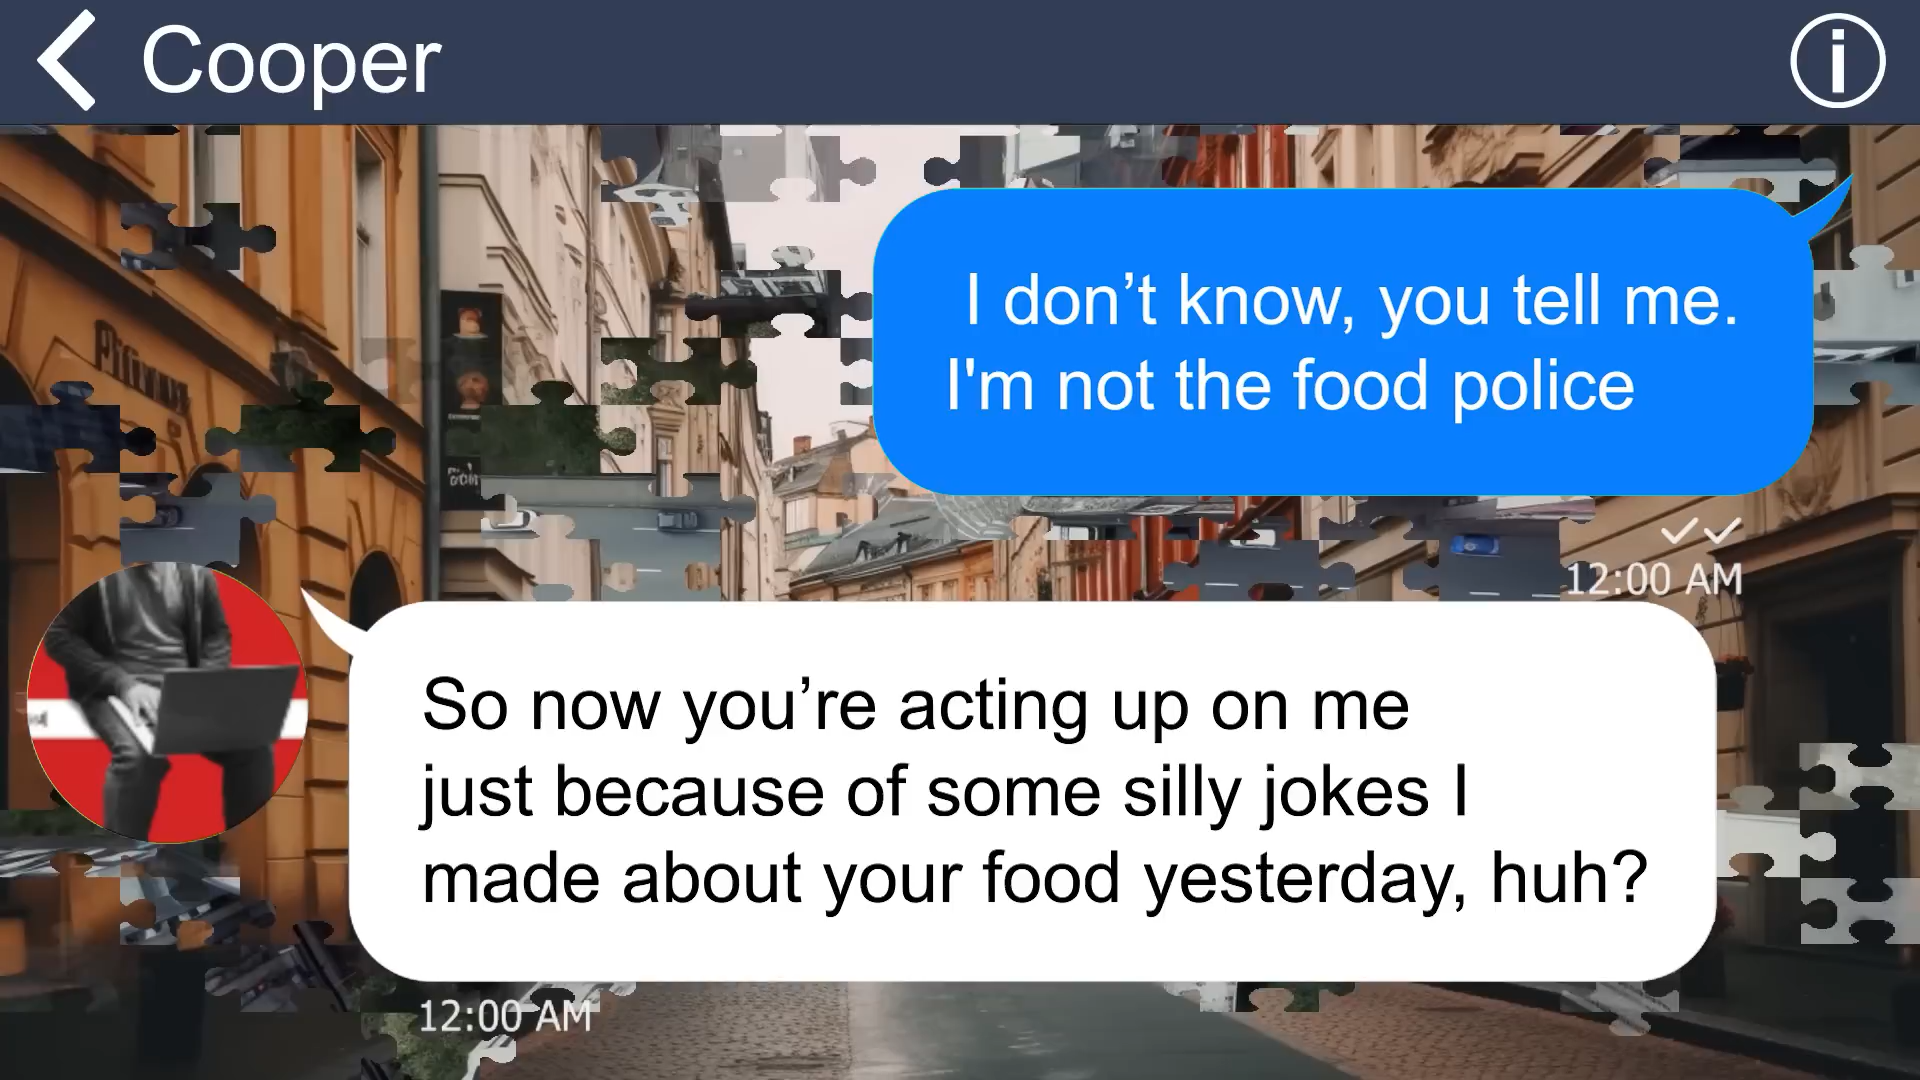 Cooper
I don’t know, you tell me.
I'm not the food police
12:00 AM
So now you’re acting up on me
just because of some silly jokes I
made about your food yesterday, huh?
12:00 AM